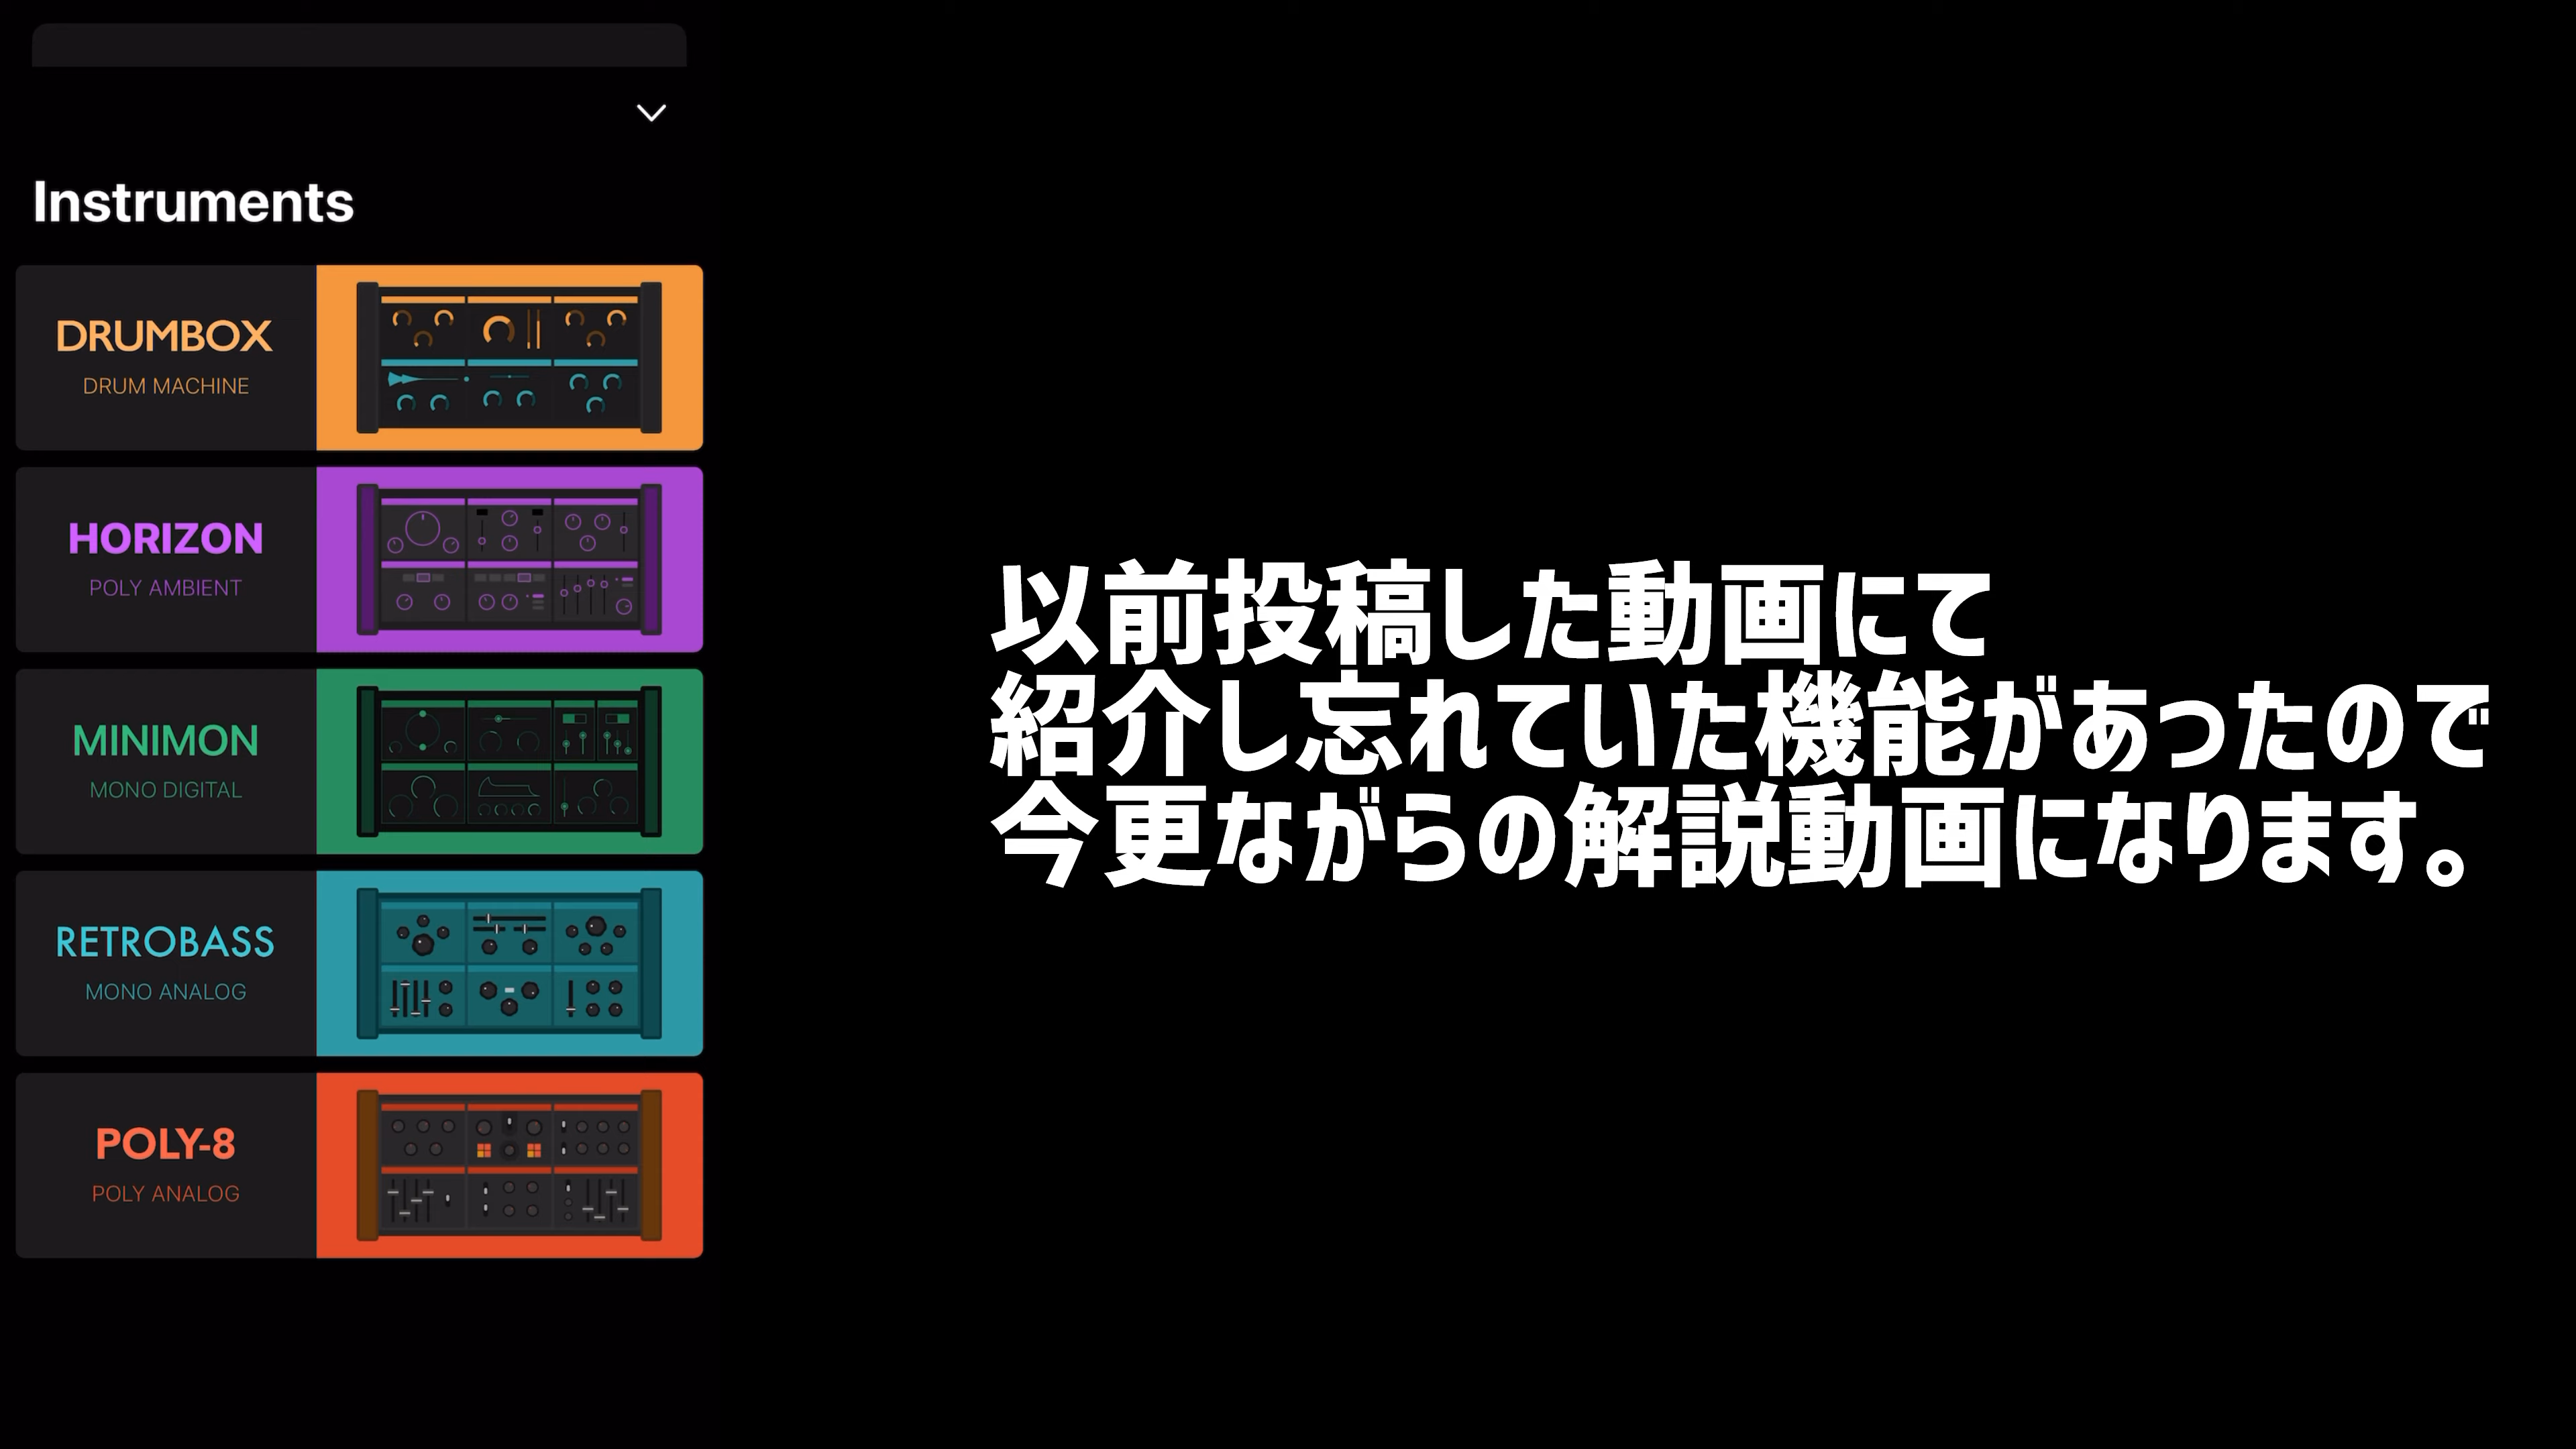 Instruments
DRUMBOX
DRUM MACHINE
HORIZON
POLY AMBIENT
MINIMON
MONO DIGITAL
RETROBASS
MONO ANALOG
POLY-8
POLY ANALOG
以前投稿した動画にて
紹介し忘れていた機能があったので
今更ながらの解説動画になります。